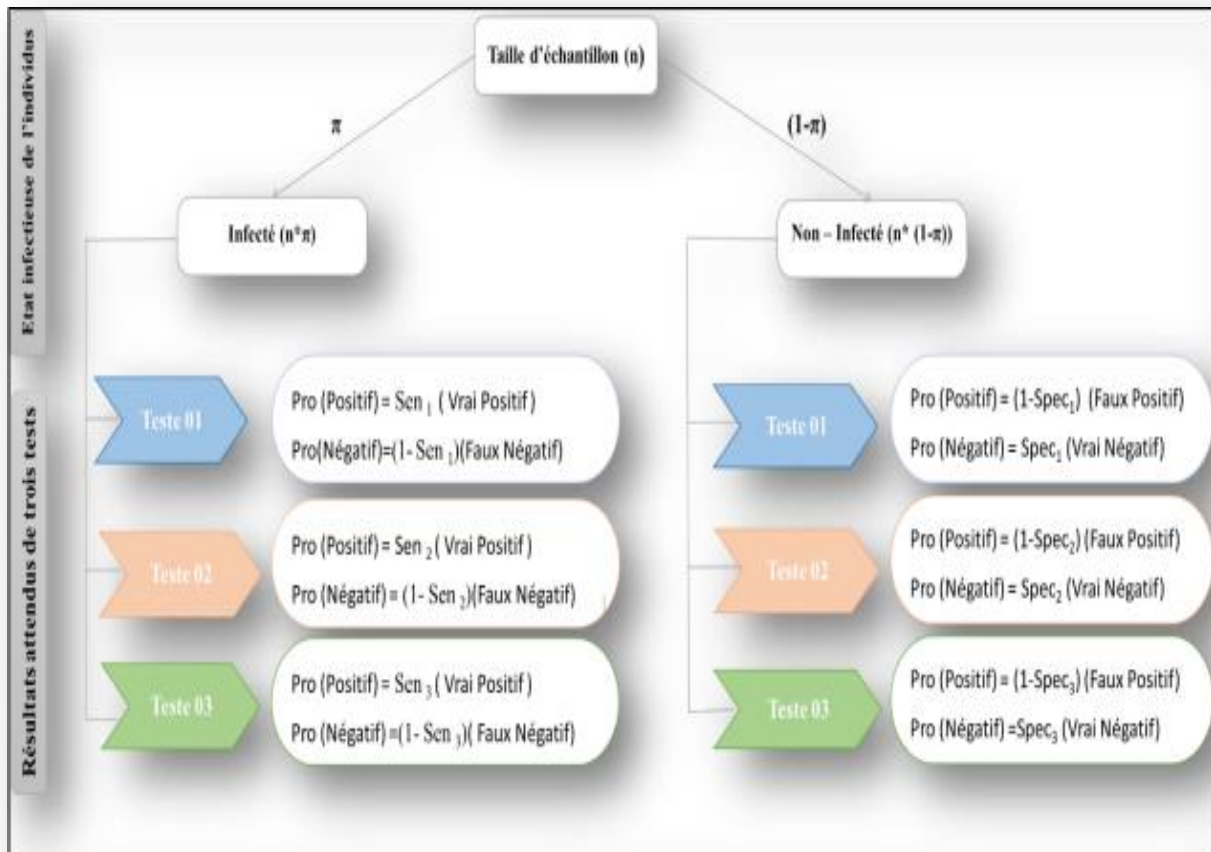 Taille d'échantillon (n)
π
(1-π)
Etat infectieuse de l'individus
Infecté (n*π)
Non – Infecté (n* (1-π))
Résultats attendus de trois tests
Teste 01
Pro (Positif) = Sen 1 ( Vrai Positif )
Pro(Négatif)=(1- Sen 1)(Faux Négatif)
Teste 02
Pro (Positif) = Sen 2 ( Vrai Positif )
Pro (Négatif) = (1- Sen 2)(Faux Négatif)
Teste 03
Pro (Positif) = Sen 3 ( Vrai Positif )
Pro (Négatif) =(1- Sen 3)( Faux Négatif)
Teste 01
Pro (Positif) = (1-Spec1) (Faux Positif)
Pro (Négatif) = Spec1 (Vrai Négatif)
Teste 02
Pro (Positif) = (1-Spec2) (Faux Positif)
Pro (Négatif) = Spec2 (Vrai Négatif)
Teste 03
Pro (Positif) = (1-Spec3) (Faux Positif)
Pro (Négatif) =Spec3 (Vrai Négatif)